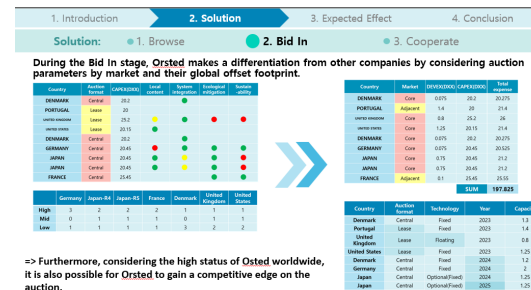 1. Introduction
2. Solution
3. Expected Effect
4. Conclusion
Solution:
1. Browse
2. Bid In
3. Cooperate
During the Bid In stage, Orsted makes a differentiation from other companies by considering auction
parameters by market and their global offset footprint.
Country Auction format CAPEX(DXX) Local content System integration Ecological mitigation Sustain-ability
DENMARK Central 20.2
PORTUGAL Lease 20
UNITED KINGDOM Lease 25.2
UNITED STATES Lease 20.15
DENMARK Central 20.2
GERMANY Central 20.45
JAPAN Central 20.45
JAPAN Central 20.45
FRANCE Central 25.45
Country Market DEVEX(DXX) CAPEX(DXX) Total expense
DENMARK Core 0.075 20.2 20.275
PORTUGAL Adjacent 1.4 20 21.4
UNITED KINGDOM Core 0.8 25.2 26
UNITED STATES Core 1.25 20.15 21.4
DENMARK Core 0.075 20.2 20.275
GERMANY Core 0.075 20.45 20.525
JAPAN Core 0.75 20.45 21.2
JAPAN Core 0.75 20.45 21.2
FRANCE Adjacent 0.1 25.45 25.55
SUM 197.825
Germany Japan-R4 Japan-R5 France Denmark United Kingdom United States
High 3 2 2 2 1 1 1
Mid 0 1 1 1 0 1 1
Low 1 1 1 1 3 2 2
Country Auction format Technology Year Capaci
Denmark Central Fixed 2023 1.3
Portugal Lease Fixed 2023 1.4
United Kingdom Lease Floating 2023 0.8
United States Lease Fixed 2023 1.25
Denmark Central Fixed 2024 1.2
Germany Central Fixed 2024 2
Japan Central Optional(Fixed) 2024 1.25
Japan Central Optional(Fixed) 2025
=> Furthermore, considering the high status of Osted worldwide,
it is also possible for Orsted to gain a competitive edge on the
auction.